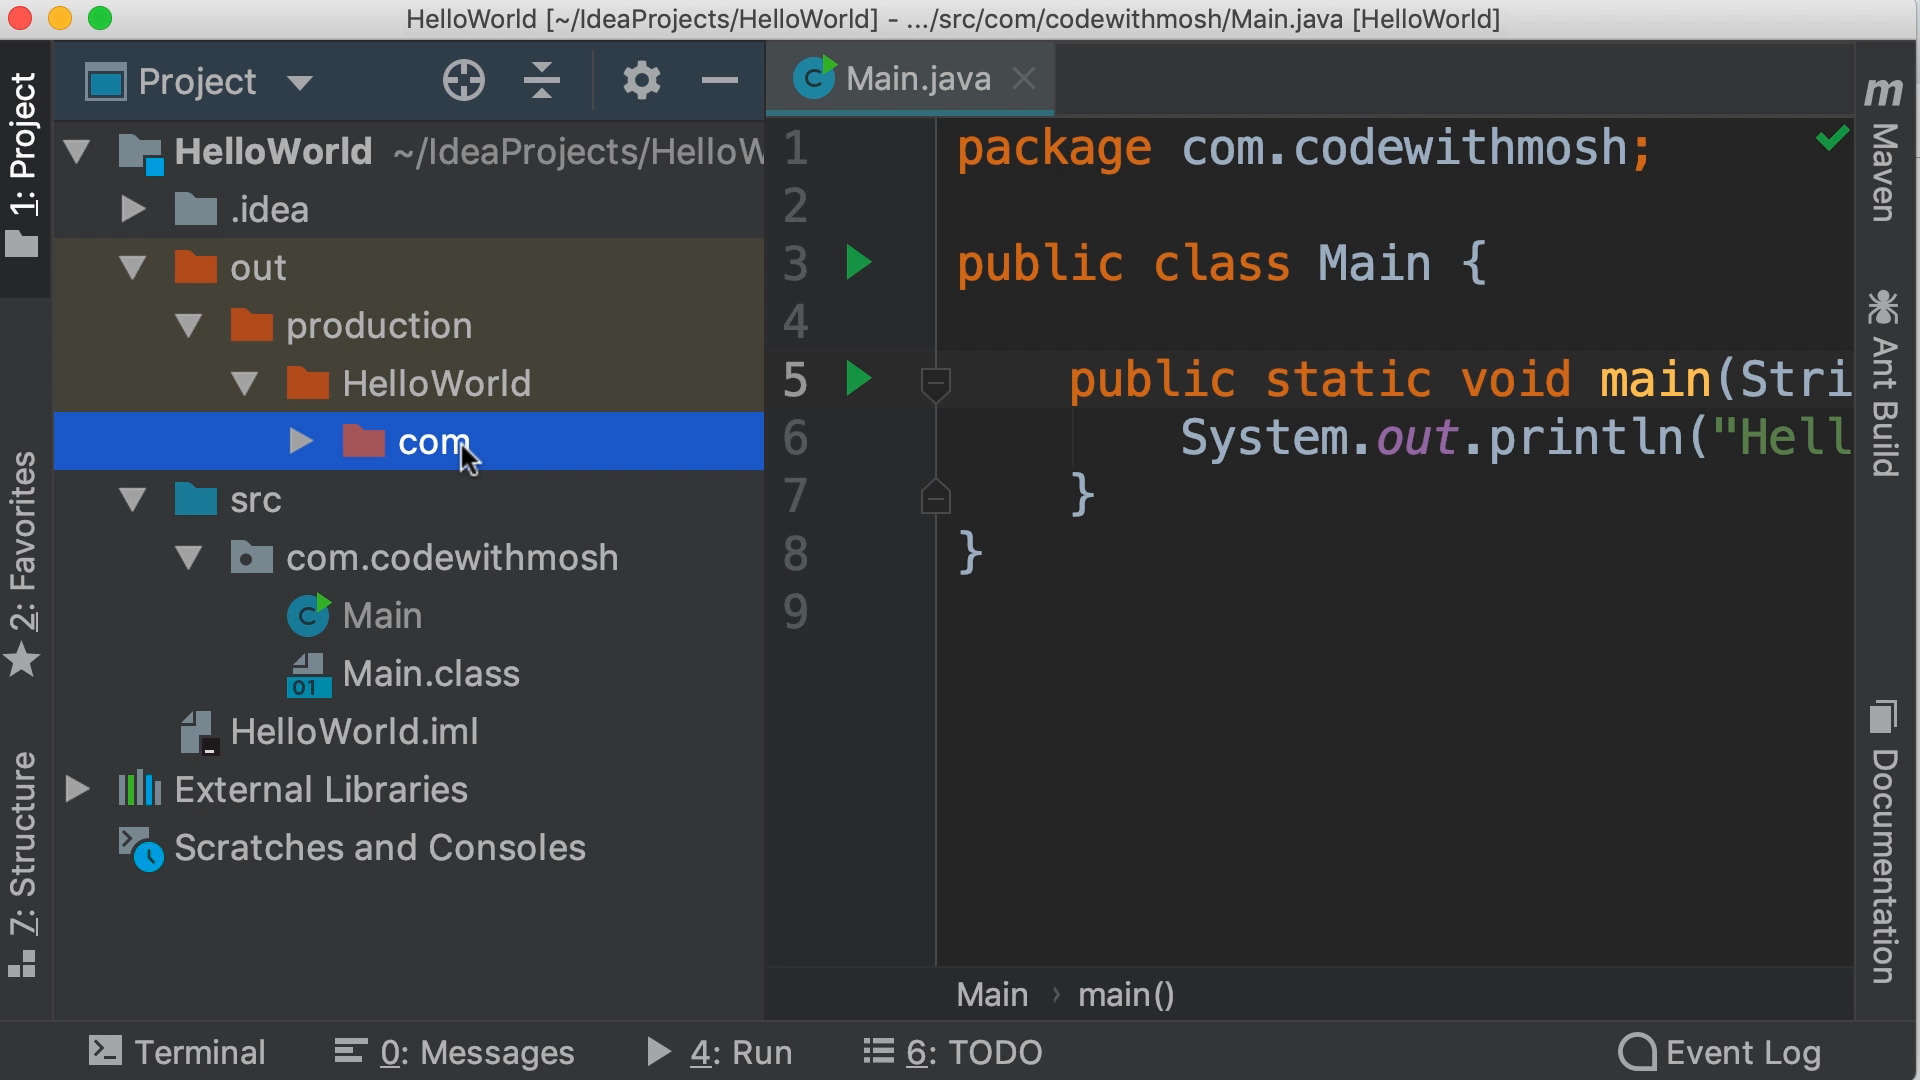 HelloWorld [~/IdeaProjects/HelloWorld] - .../src/com/codewithmosh/Main.java [HelloWorld]
1: Project
2: Favorites
7: Structure
Project
HelloWorld ~/IdeaProjects/HelloW
.idea
out
production
HelloWorld
com
src
com.codewithmosh
C Main
01 Main.class
HelloWorld.iml
External Libraries
Scratches and Consoles
C Main.java
1 package com.codewithmosh;
2
3 public class Main {
4
5 public static void main(Stri
6 System.out.println("Hell
7 }
8 }
9
Main › main()
m Maven
Ant Build
Documentation
Terminal
0: Messages
4: Run
6: TODO
Event Log